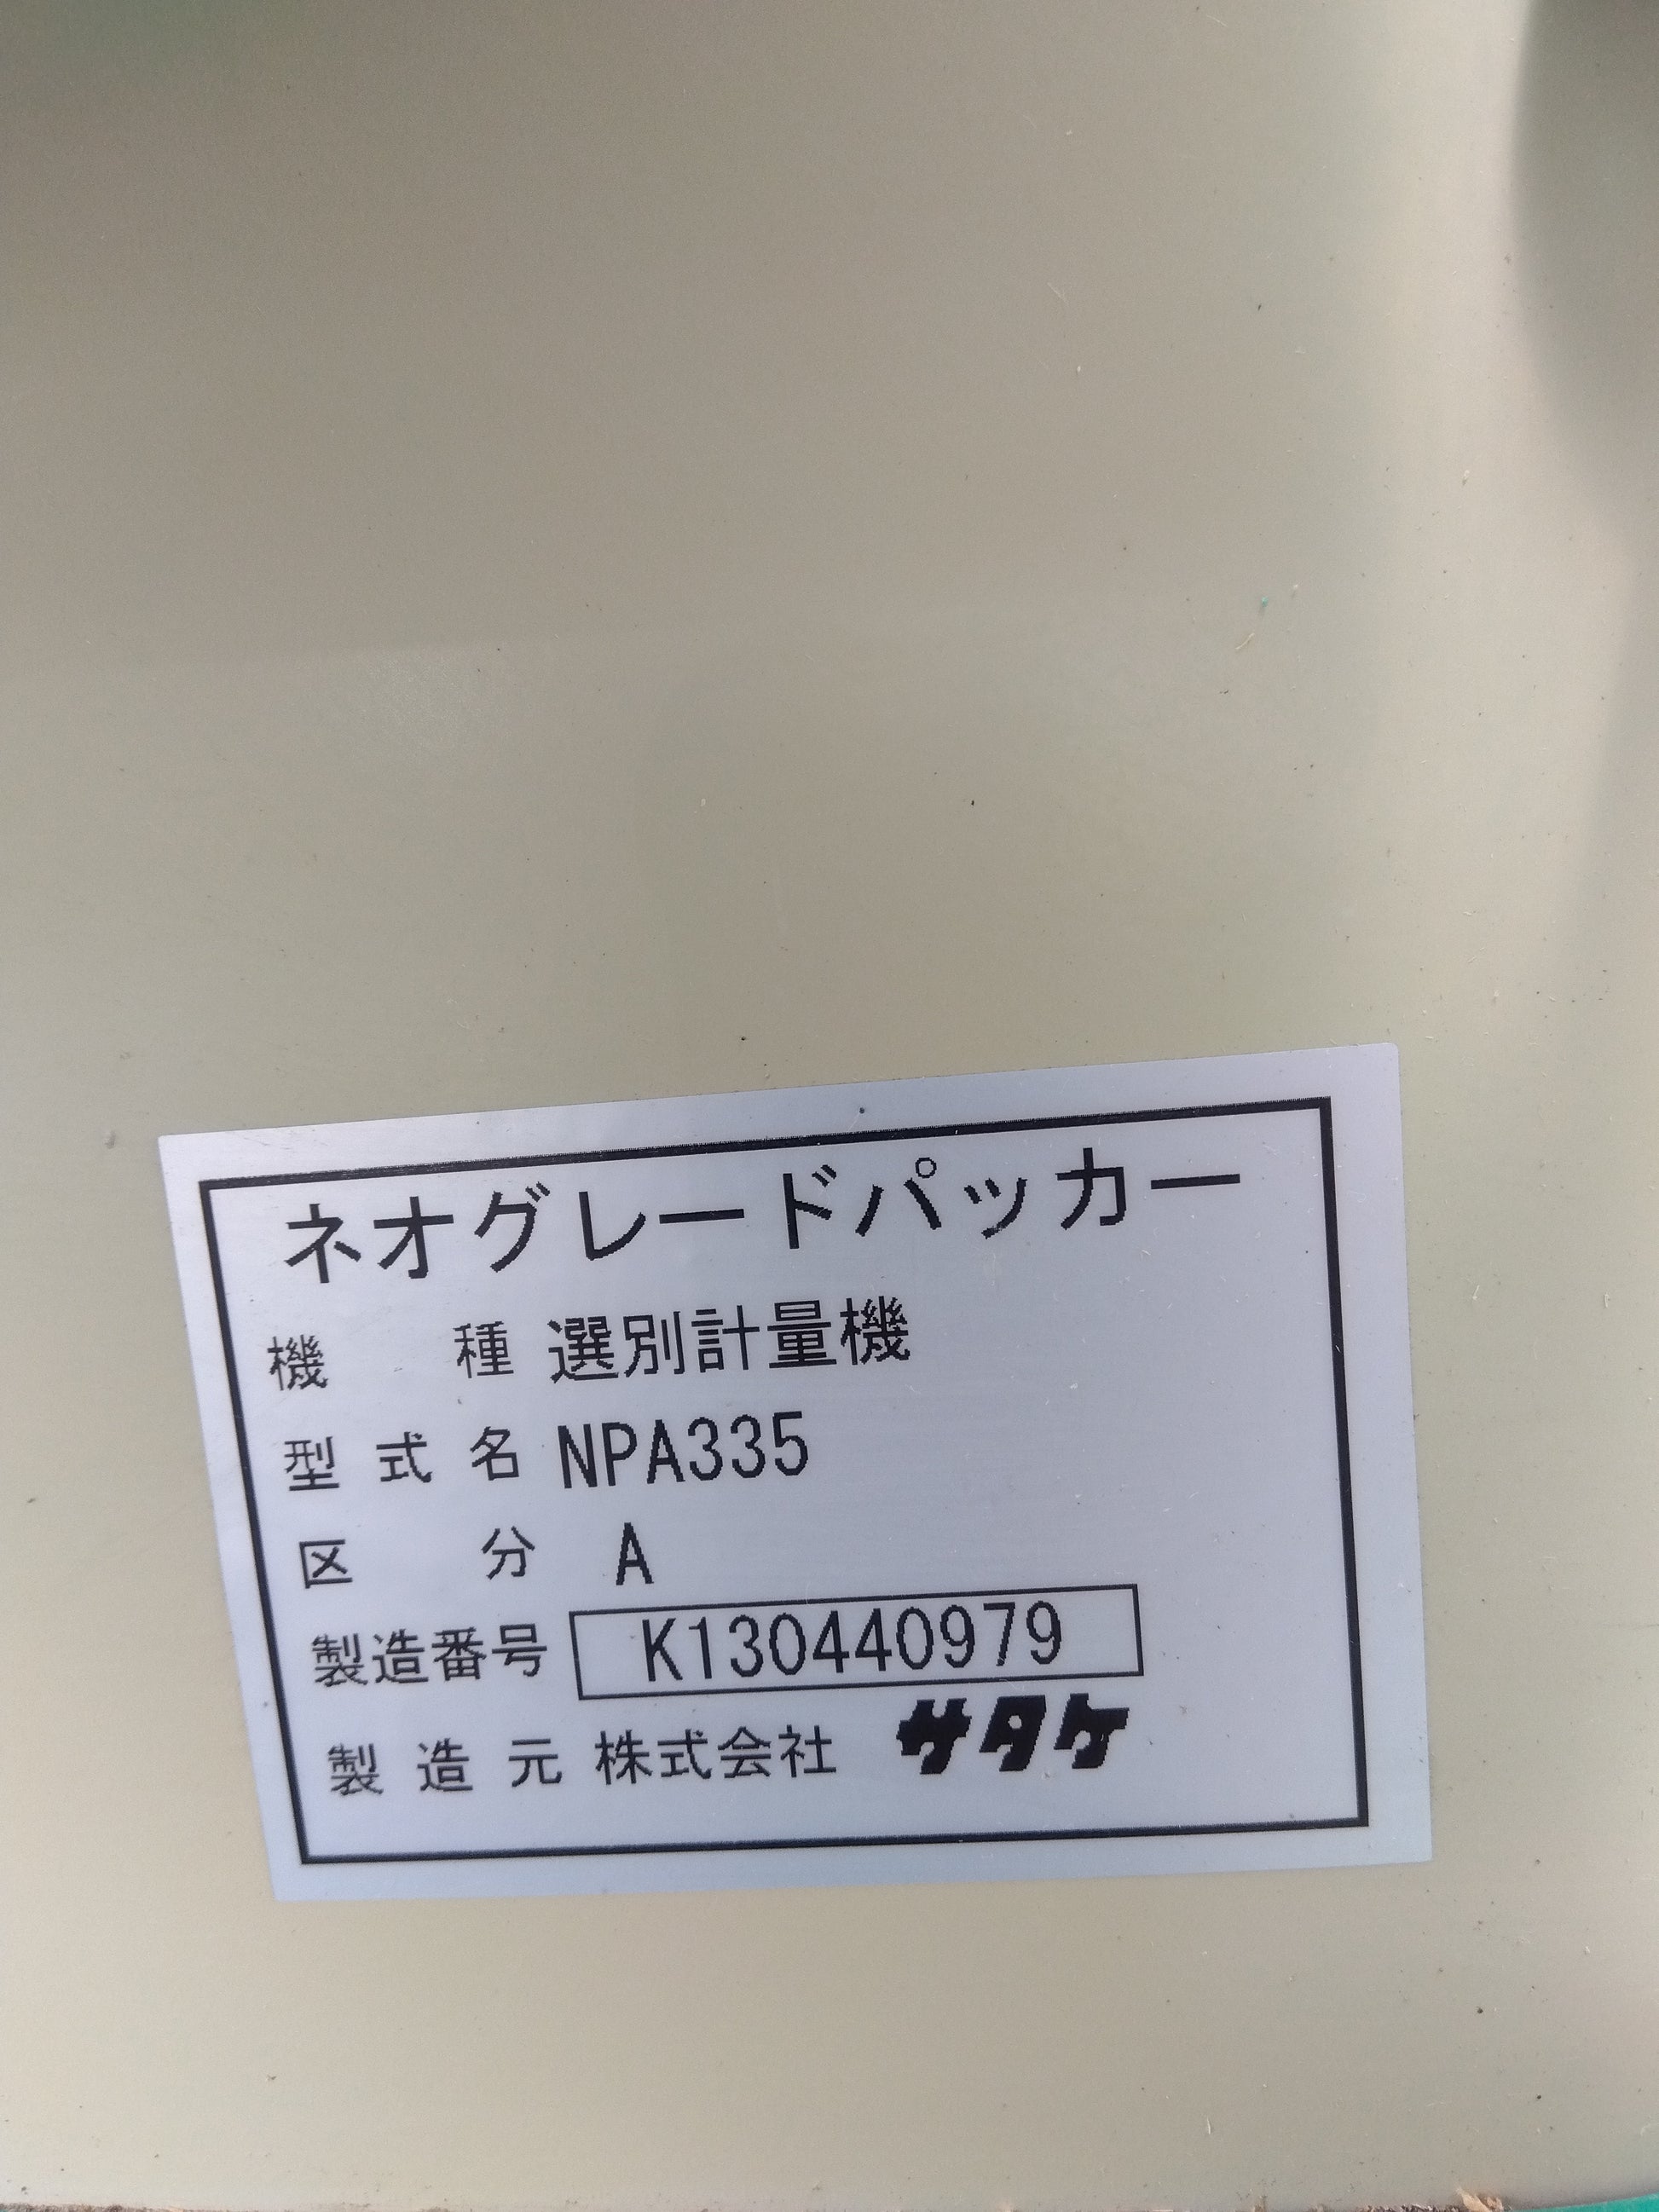 ネオグレードパッカー
機種 選別計量機
型式名 NPA335
区分 A
製造番号 K130440979
製造元 株式会社 サタケ